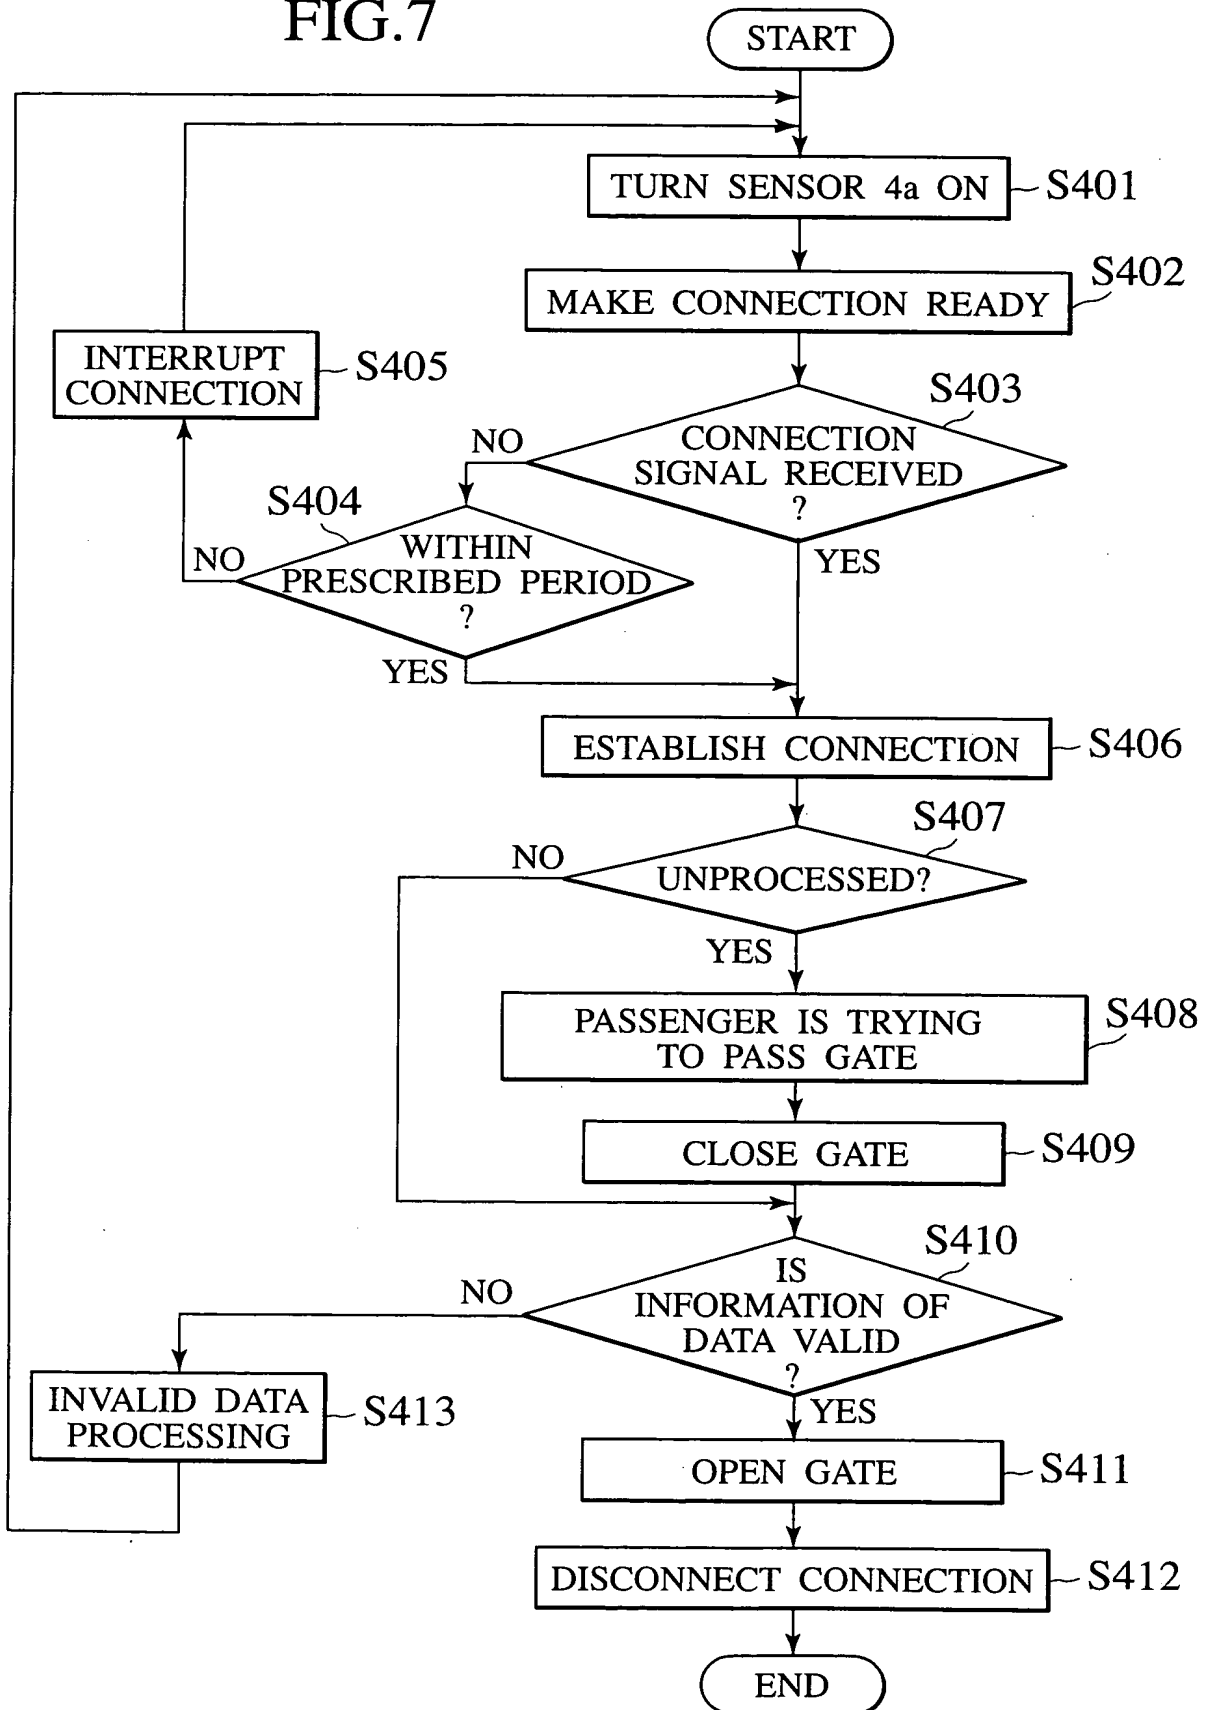 FIG.7
START
TURN SENSOR 4a ON
S401
S402
MAKE CONNECTION READY
INTERRUPT
CONNECTION
S405
S403
NO
CONNECTION
SIGNAL RECEIVED
?
S404
YES
NO
WITHIN
PRESCRIBED PERIOD
?
YES
ESTABLISH CONNECTION
S406
S407
NO
UNPROCESSED?
YES
PASSENGER IS TRYING
TO PASS GATE
S408
CLOSE GATE
S409
S410
NO
IS
INFORMATION OF
DATA VALID
?
INVALID DATA
PROCESSING
S413
YES
OPEN GATE
S411
DISCONNECT CONNECTION
S412
END